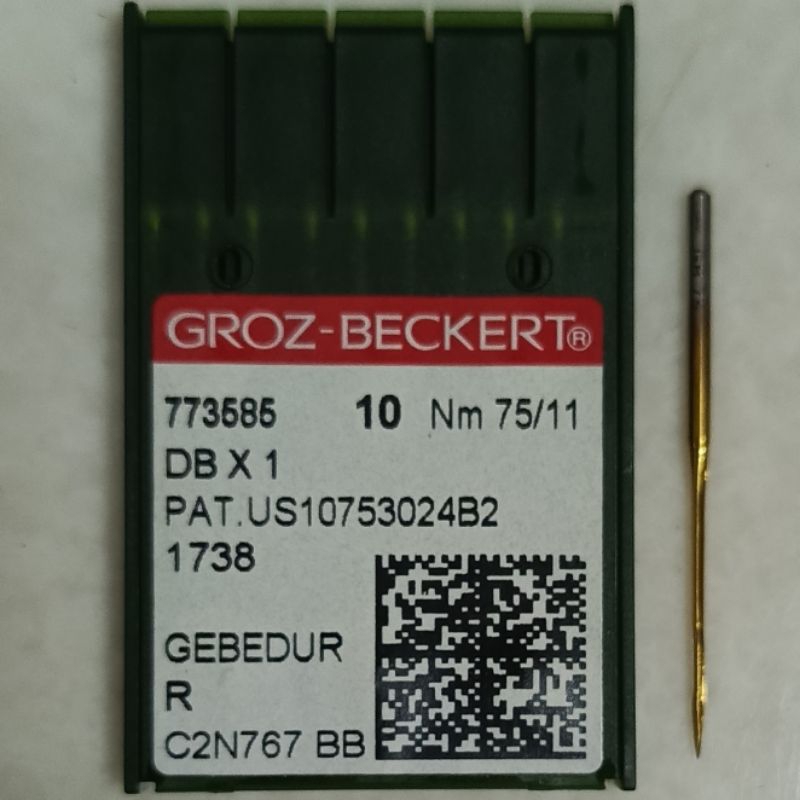 GROZ-BECKERT®
773585 10 Nm 75/11
DB X 1
PAT.US10753024B2
1738
GEBEDUR
R
C2N767 BB